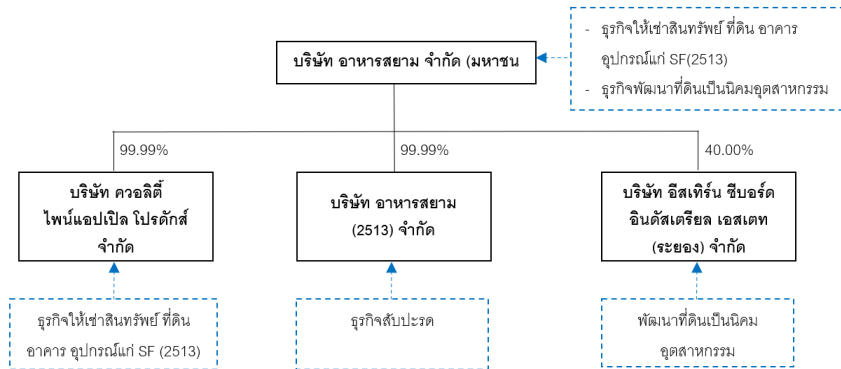 - ธุรกิจให้เช่าสินทรัพย์ ที่ดิน อาคาร
อุปกรณ์แก่ SF(2513)
- ธุรกิจพัฒนาที่ดินเป็นนิคมอุตสาหกรรม
บริษัท อาหารสยาม จำกัด (มหาชน
99.99%
99.99%
40.00%
บริษัท ควอลิตี้
ไพน์แอปเปิล โปรดักส์
จำกัด
บริษัท อาหารสยาม
(2513) จำกัด
บริษัท อีสเทิร์น ซีบอร์ด
อินดัสเตรียล เอสเตท
(ระยอง) จำกัด
ธุรกิจให้เช่าสินทรัพย์ ที่ดิน
อาคาร อุปกรณ์แก่ SF (2513)
ธุรกิจสับปะรด
พัฒนาที่ดินเป็นนิคม
อุตสาหกรรม